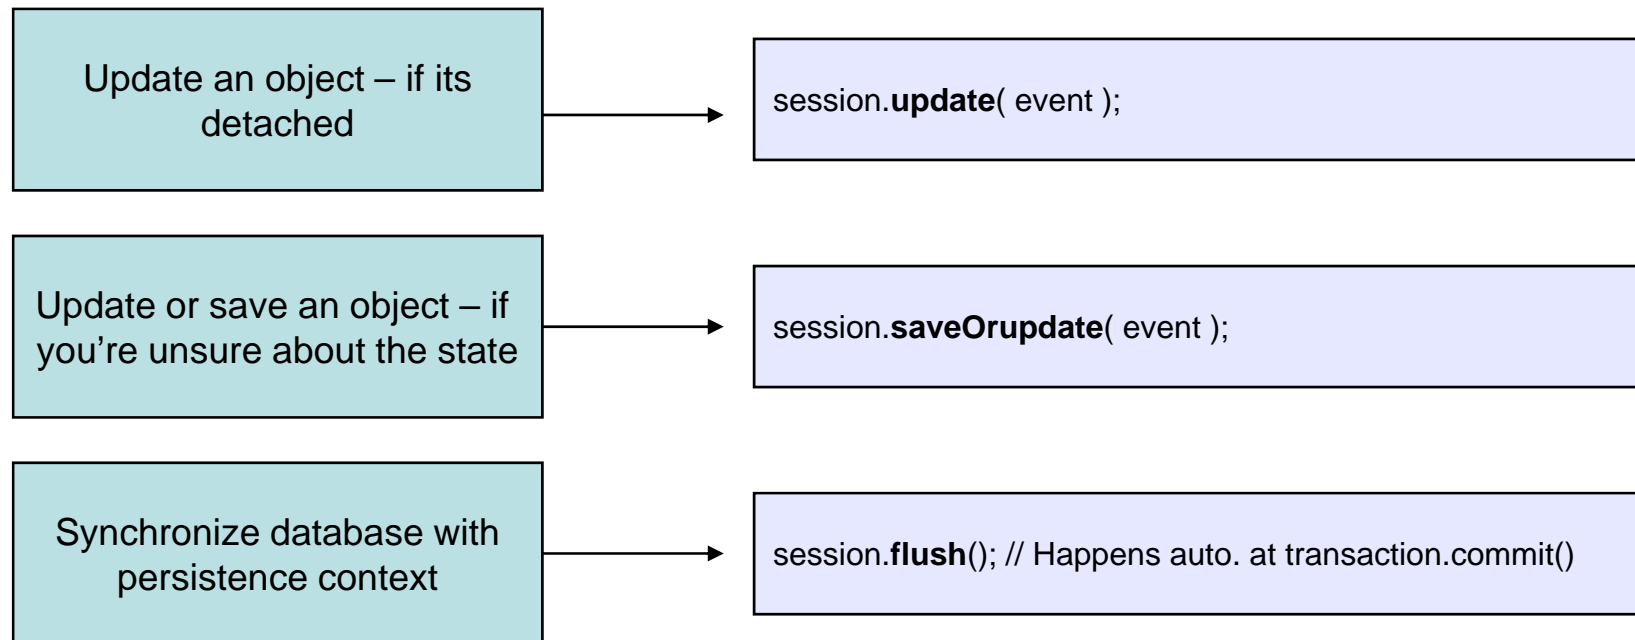 Update an object – if its
detached
session.update( event );
Update or save an object – if
you’re unsure about the state
session.saveOrupdate( event );
Synchronize database with
persistence context
session.flush(); // Happens auto. at transaction.commit()